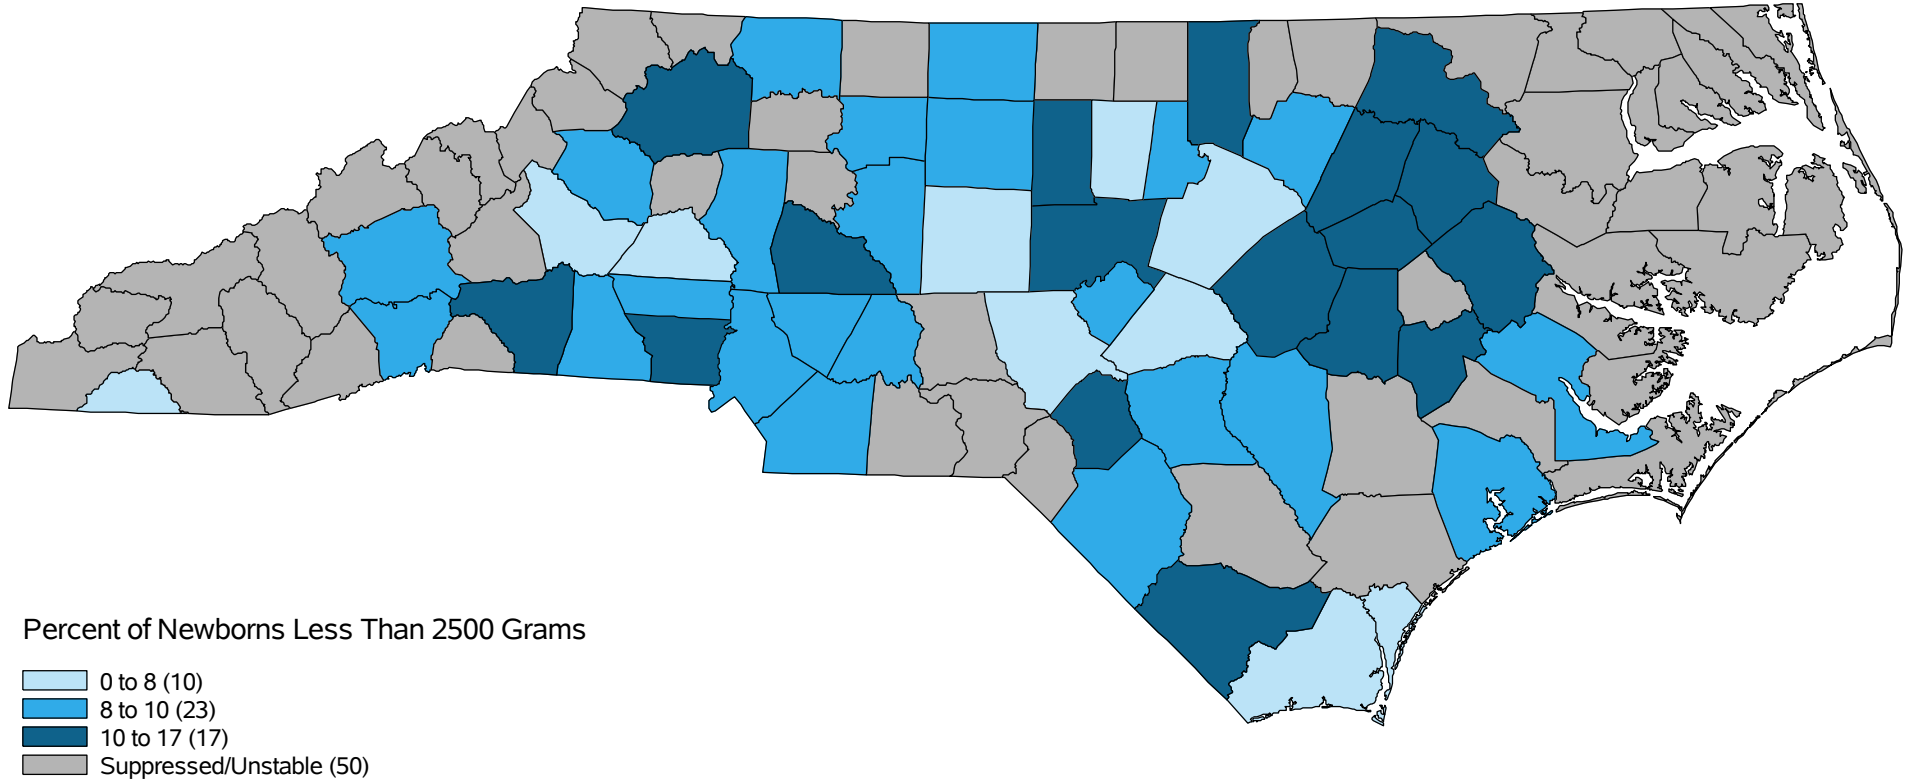 Percent of Newborns Less Than 2500 Grams
0 to 8 (10)
8 to 10 (23)
10 to 17 (17)
Suppressed/Unstable (50)